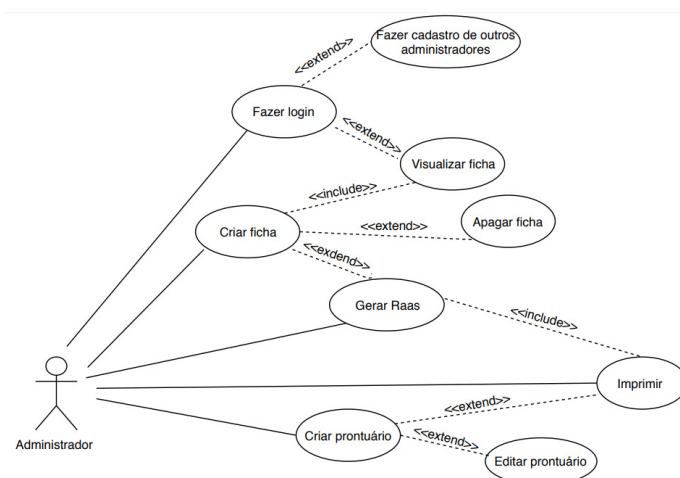 Fazer cadastro de outros
administradores
<<extend>>
Fazer login
<<extend>>
Visualizar ficha
<<include>>
Criar ficha
<<extend>>
Apagar ficha
<<exdend>>
Gerar Raas
<<include>>
Imprimir
<<extend>>
Criar prontuário
<<extend>>
Editar prontuário
Administrador